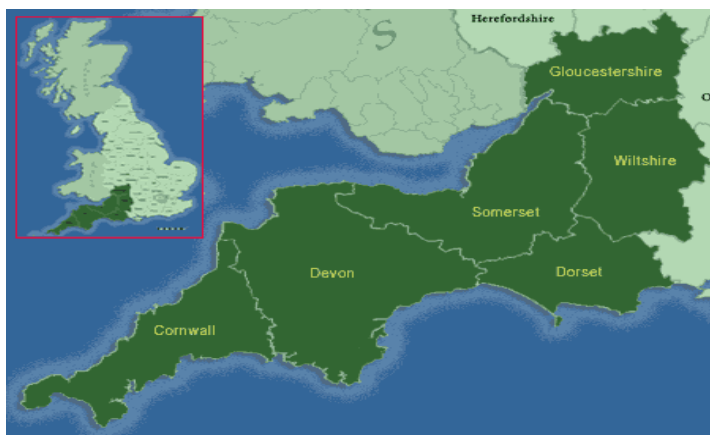 Herefordshire
S
Gloucestershire
Wiltshire
Somerset
Devon
Dorset
Cornwall